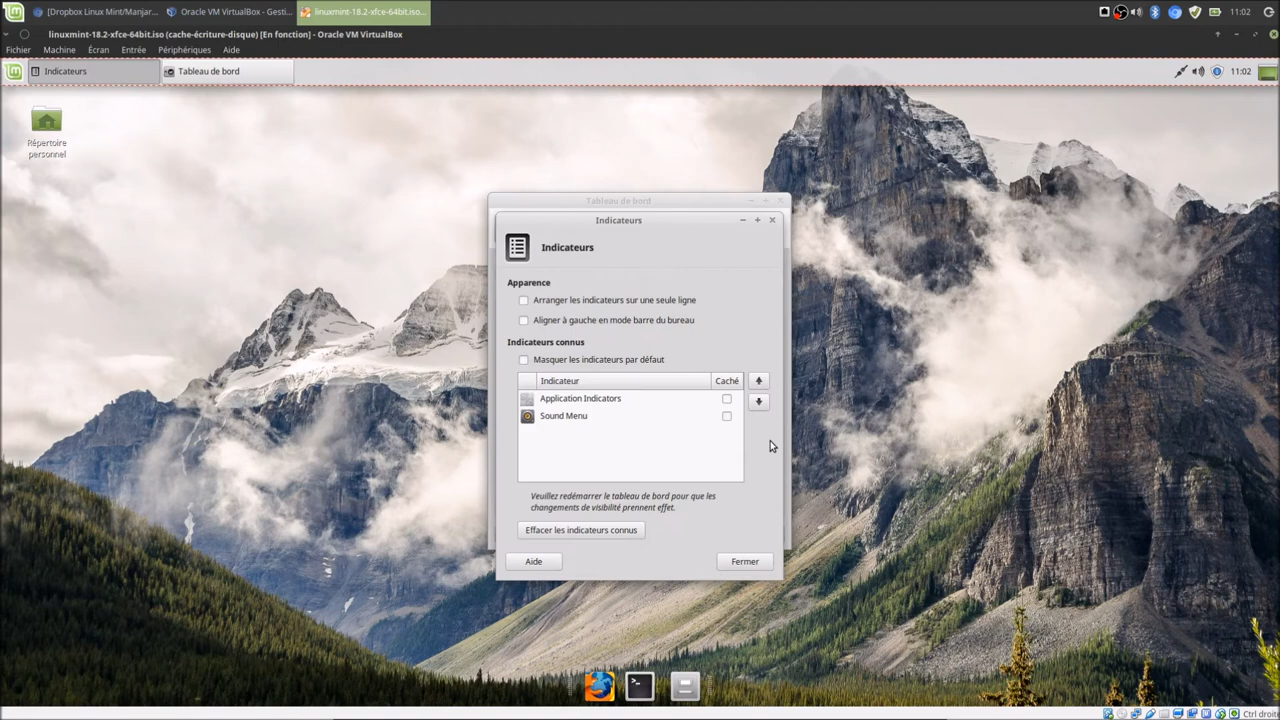 [Dropbox Linux Mint/Manjar...
Oracle VM VirtualBox - Gesti...
linuxmint-18.2-xfce-64bit.iso...
11:02
linuxmint-18.2-xfce-64bit.iso (cache-écriture-disque) [En fonction] - Oracle VM VirtualBox
Fichier Machine Écran Entrée Périphériques Aide
Indicateurs
Tableau de bord
11:02
Répertoire
personnel
Tableau de bord
Indicateurs
Indicateurs
Apparence
Arranger les indicateurs sur une seule ligne
Aligner à gauche en mode barre du bureau
Indicateurs connus
Masquer les indicateurs par défaut
Indicateur Caché
Application Indicators
Sound Menu
Veuillez redémarrer le tableau de bord pour que les
changements de visibilité prennent effet.
Effacer les indicateurs connus
Aide Fermer
Ctrl droite